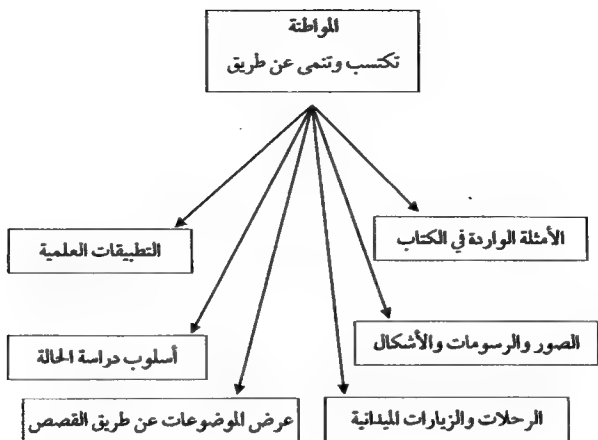 المواطنة
تكتسب وتنمى عن طريق
الأمثلة الواردة في الكتاب
التطبيقات العلمية
الصور والرسومات والأشكال
أسلوب دراسة الحالة
الرحلات والزيارات الميدانية
عرض الموضوعات عن طريق القصص